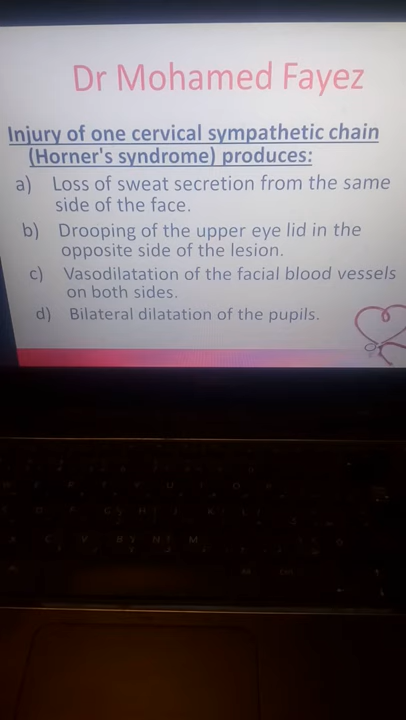 Dr Mohamed Fayez
Injury of one cervical sympathetic chain
(Horner's syndrome) produces:
a) Loss of sweat secretion from the same
side of the face.
b) Drooping of the upper eye lid in the
opposite side of the lesion.
c) Vasodilatation of the facial blood vessels
on both sides.
d) Bilateral dilatation of the pupils.